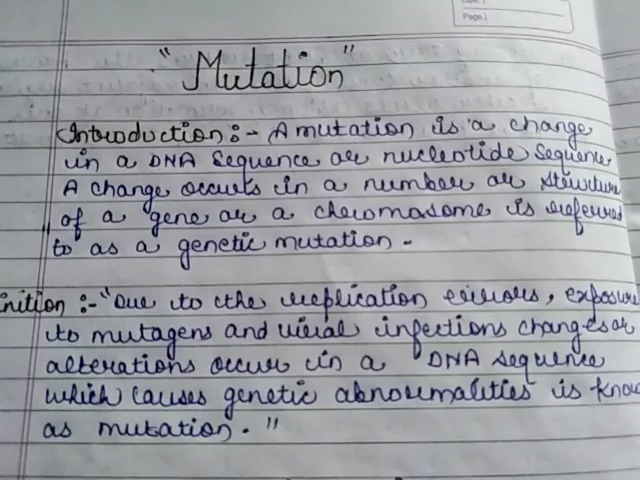 Page
"Mutation"
Introduction :- A mutation is a change
in a DNA Sequence or nucleotide Sequence
A change occurs in a number or structure
of a gene or a chromosome is referred
to as a genetic mutation.
nition :- "Due to the replication errors, exposure
to mutagens and viral infections changes or
alterations occur in a DNA sequence
which causes genetic abnormalities is know
as mutation."